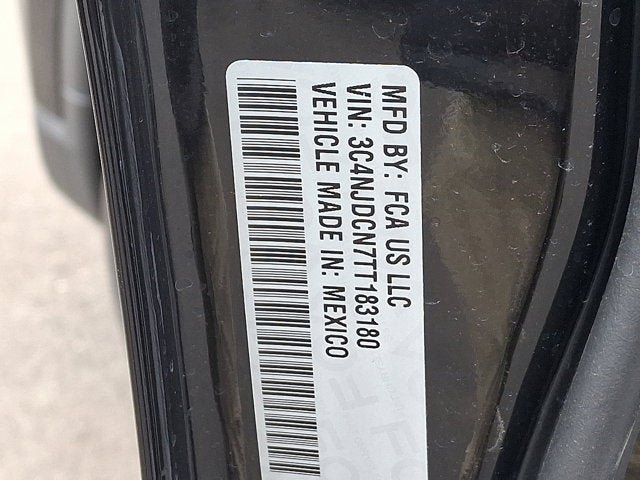 MFD BY: FCA US LLC
VIN: 3C4NJDCN7TT183180
VEHICLE MADE IN: MEXICO